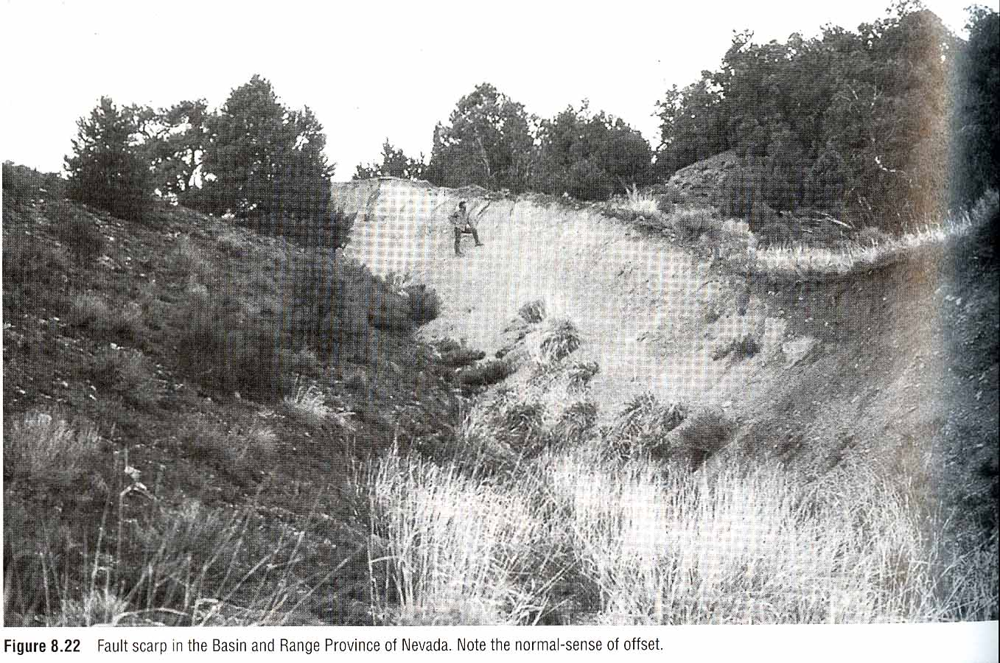 Figure 8.22 Fault scarp in the Basin and Range Province of Nevada. Note the normal-sense of offset.